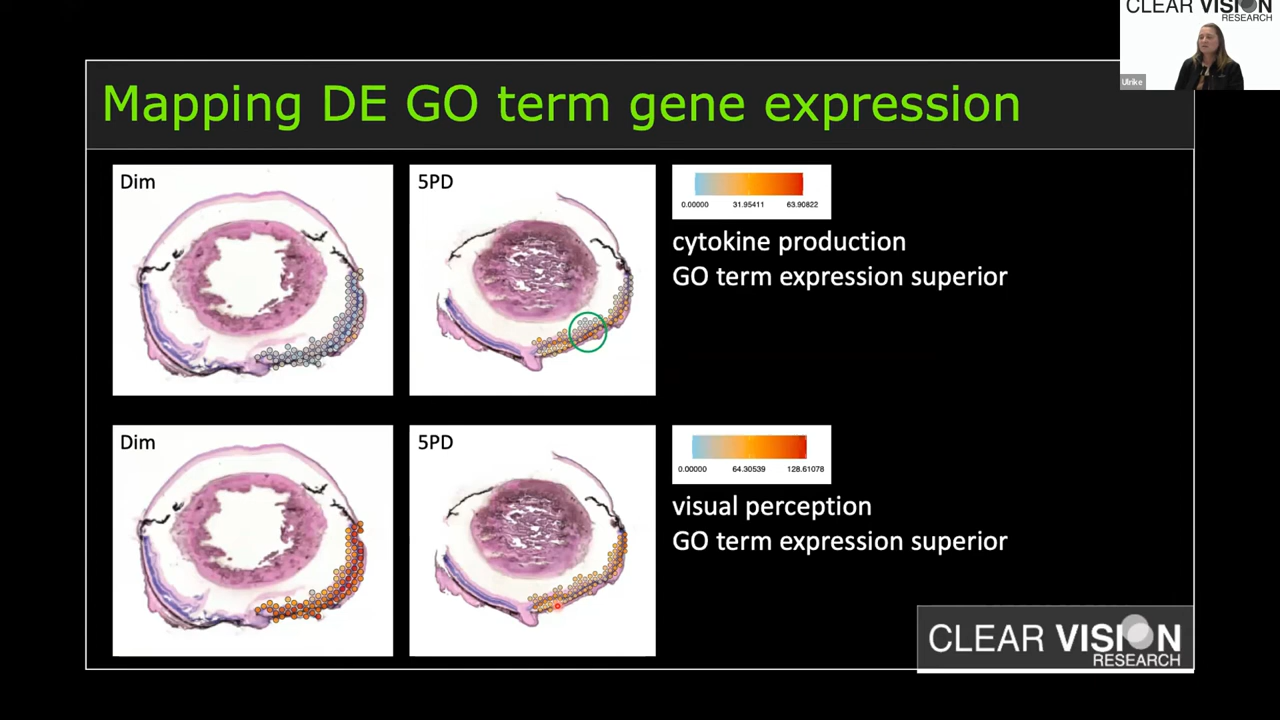 CLEAR VISION
RESEARCH
Ulrike
Mapping DE GO term gene expression
Dim
5PD
0.00000 31.95411 63.90822
cytokine production
GO term expression superior
Dim
5PD
0.00000 64.30539 128.61078
visual perception
GO term expression superior
CLEAR VISION
RESEARCH